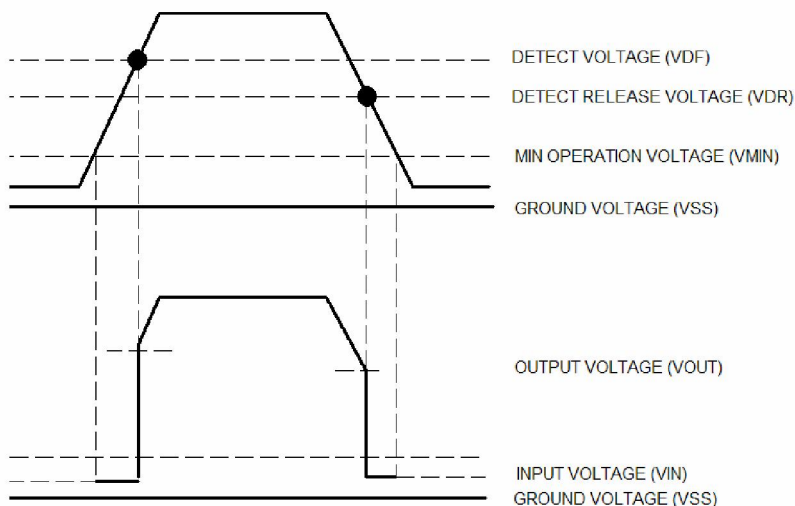 DETECT VOLTAGE (VDF)
DETECT RELEASE VOLTAGE (VDR)
MIN OPERATION VOLTAGE (VMIN)
GROUND VOLTAGE (VSS)
OUTPUT VOLTAGE (VOUT)
INPUT VOLTAGE (VIN)
GROUND VOLTAGE (VSS)